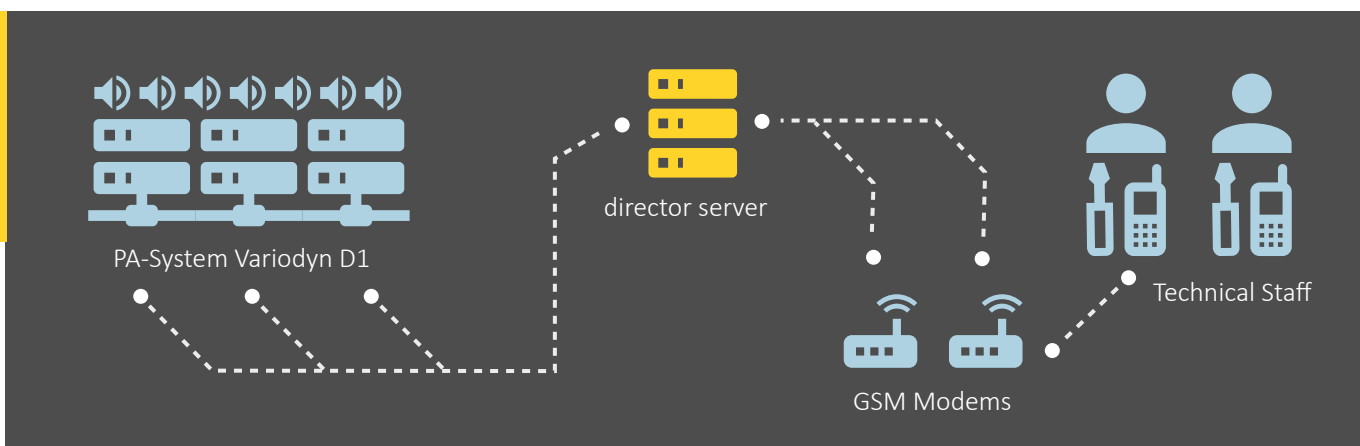 PA-System Variodyn D1
director server
GSM Modems
Technical Staff